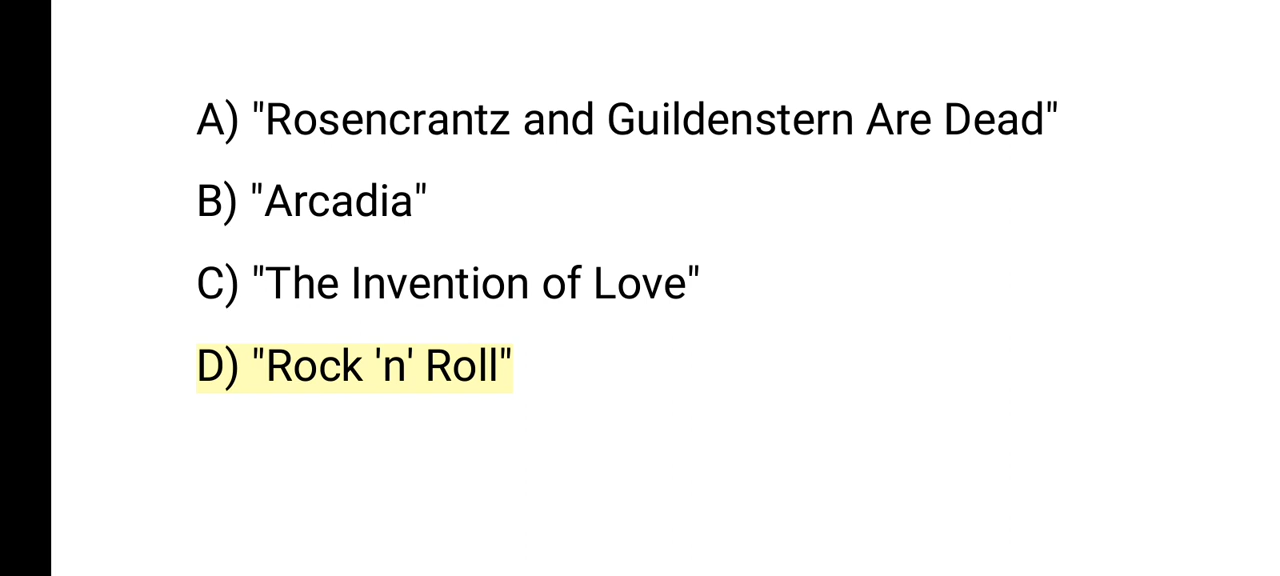 A) "Rosencrantz and Guildenstern Are Dead"
B) "Arcadia"
C) "The Invention of Love"
D) "Rock 'n' Roll"